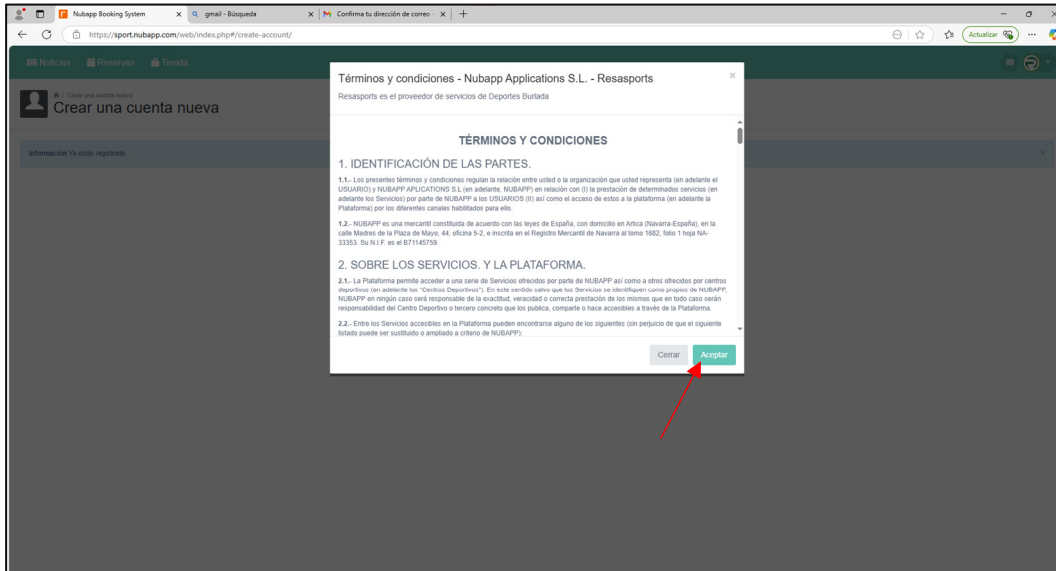 Nubapp Booking System
gmail - Búsqueda
Confirma tu dirección de correo
https://sport.nubapp.com/web/index.php#/create-account/
Actualizar
Noticias Reservas Tienda
Crear una cuenta nueva
Crear una cuenta nueva
Información Ya estás registrado
Términos y condiciones - Nubapp Applications S.L. - Resasports
Resasports es el proveedor de servicios de Deportes Burlada
TÉRMINOS Y CONDICIONES
1. IDENTIFICACIÓN DE LAS PARTES.
1.1.- Los presentes términos y condiciones regulan la relación entre usted o la organización que usted representa (en adelante el
USUARIO) y NUBAPP APLICATIONS S.L (en adelante, NUBAPP) en relación con (I) la prestación de determinados servicios (en
adelante los Servicios) por parte de NUBAPP a los USUARIOS (II) así como el acceso de estos a la plataforma (en adelante la
Plataforma) por los diferentes canales habilitados para ello.
1.2.- NUBAPP es una mercantil constituida de acuerdo con las leyes de España, con domicilio en Artica (Navarra-España), en la
calle Madres de la Plaza de Mayo, 44, oficina 5-2, e inscrita en el Registro Mercantil de Navarra al tomo 1682, folio 1 hoja NA-
33353. Su N.I.F. es el B71145759.
2. SOBRE LOS SERVICIOS. Y LA PLATAFORMA.
2.1.- La Plataforma permite acceder a una serie de Servicios ofrecidos por parte de NUBAPP así como a otros ofrecidos por centros
deportivos (en adelante los "Centros Deportivos"). En este sentido salvo que los Servicios se identifiquen como propios de NUBAPP,
NUBAPP en ningún caso será responsable de la exactitud, veracidad o correcta prestación de los mismos que en todo caso serán
responsabilidad del Centro Deportivo o tercero concreto que los publica, comparte o hace accesibles a través de la Plataforma.
2.2.- Entre los Servicios accesibles en la Plataforma pueden encontrarse alguno de los siguientes (sin perjuicio de que el siguiente
listado puede ser sustituido o ampliado a criterio de NUBAPP):
Cerrar Aceptar